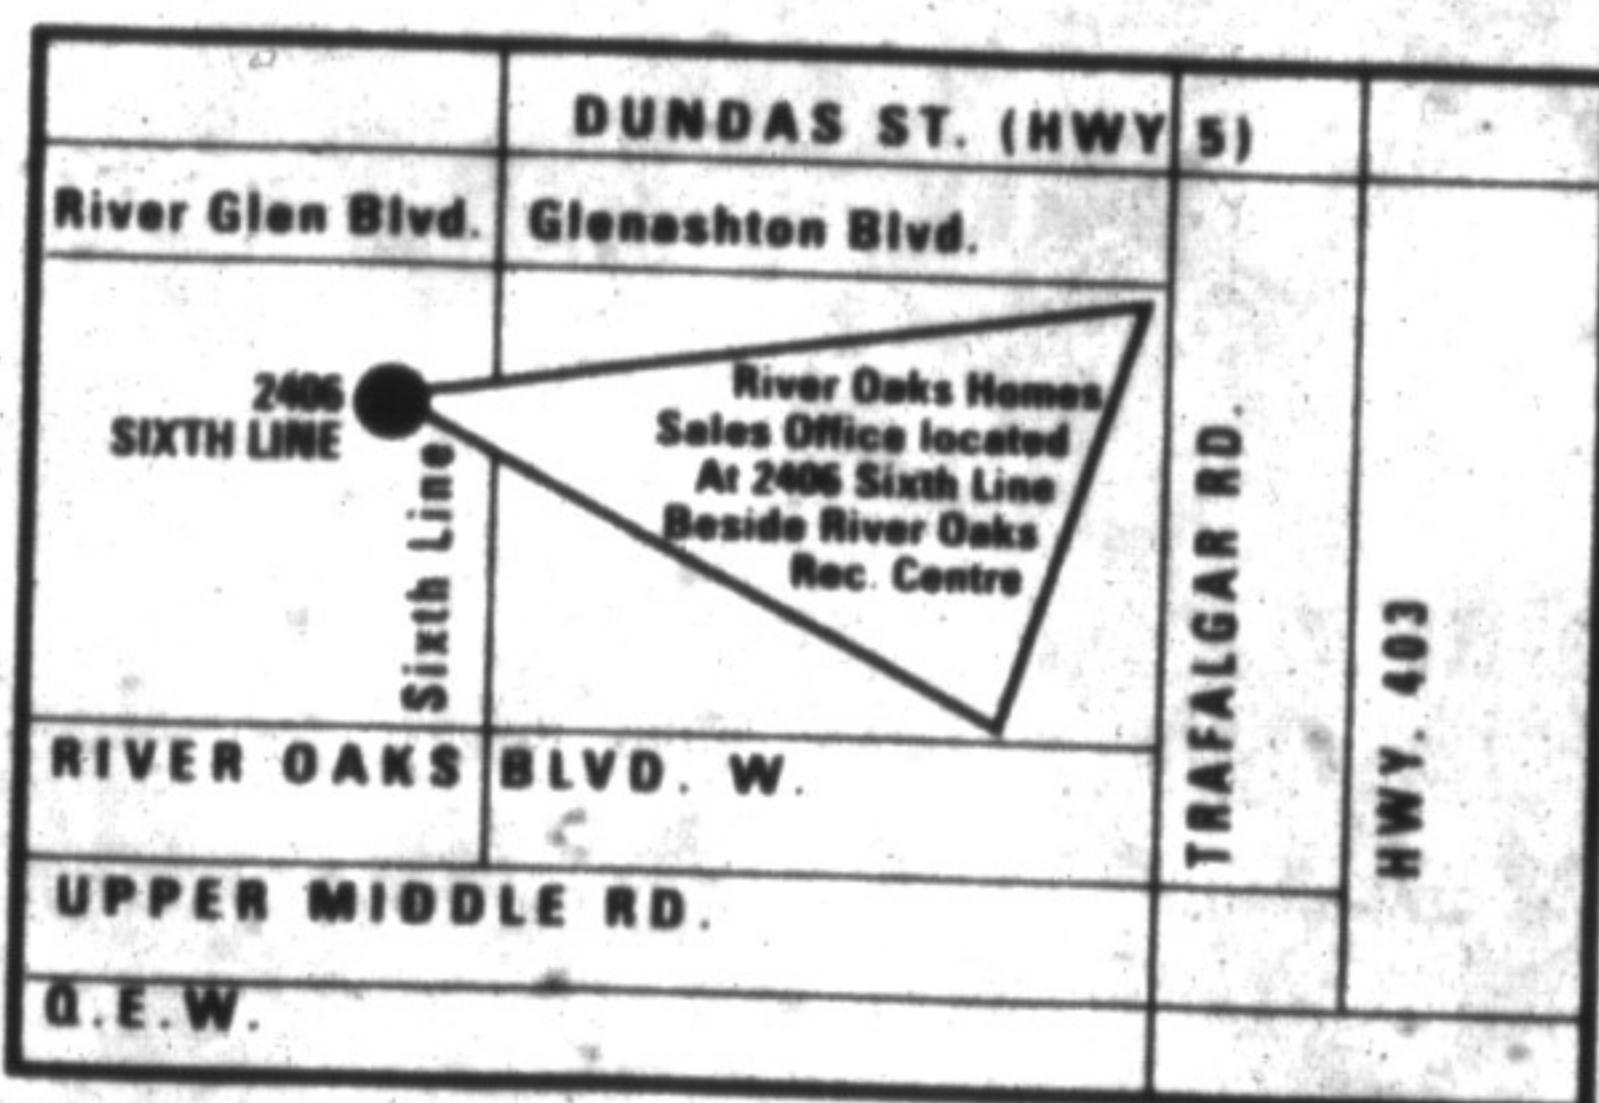 DUNDAS ST. (HWY 5)
River Glen Blvd.
Glenashton Blvd.
2406
SIXTH LINE
River Oaks Homes
Sales Office located
At 2406 Sixth Line
Beside River Oaks
Rec. Centre
Sixth Line
TRAFALGAR RD.
HWY. 403
RIVER OAKS BLVD. W.
UPPER MIDDLE RD.
Q.E.W.